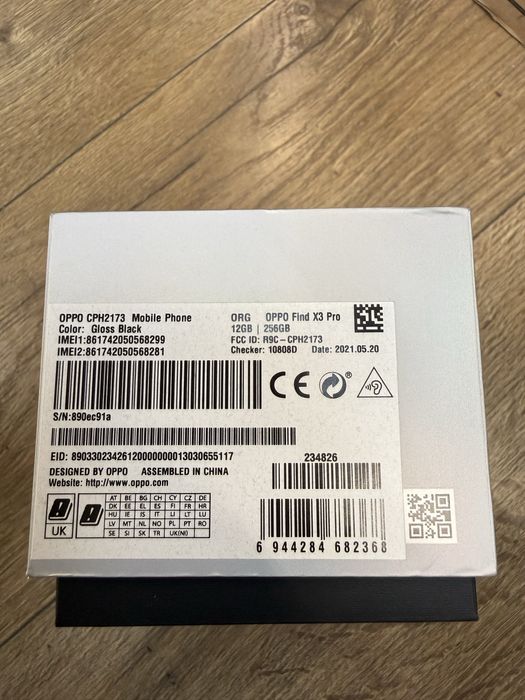 OPPO CPH2173 Mobile Phone
Color: Gloss Black
IMEI1:861742050568299
IMEI2:861742050568281
ORG OPPO Find X3 Pro
12GB | 256GB
FCC ID: R9C-CPH2173
Checker: 10808D Date: 2021.05.20
CE
S/N:890ec91a
EID: 89033023426120000000013030655117
DESIGNED BY OPPO ASSEMBLED IN CHINA
Website: http://www.oppo.com
UK
AT BE BG CH CY CZ DE
DK EE EL ES FI FR HR
HU IE IS IT LI LT LU
LV MT NL NO PL PT RO
SE SI SK TR UK(NI)
234826
6 944284 682368